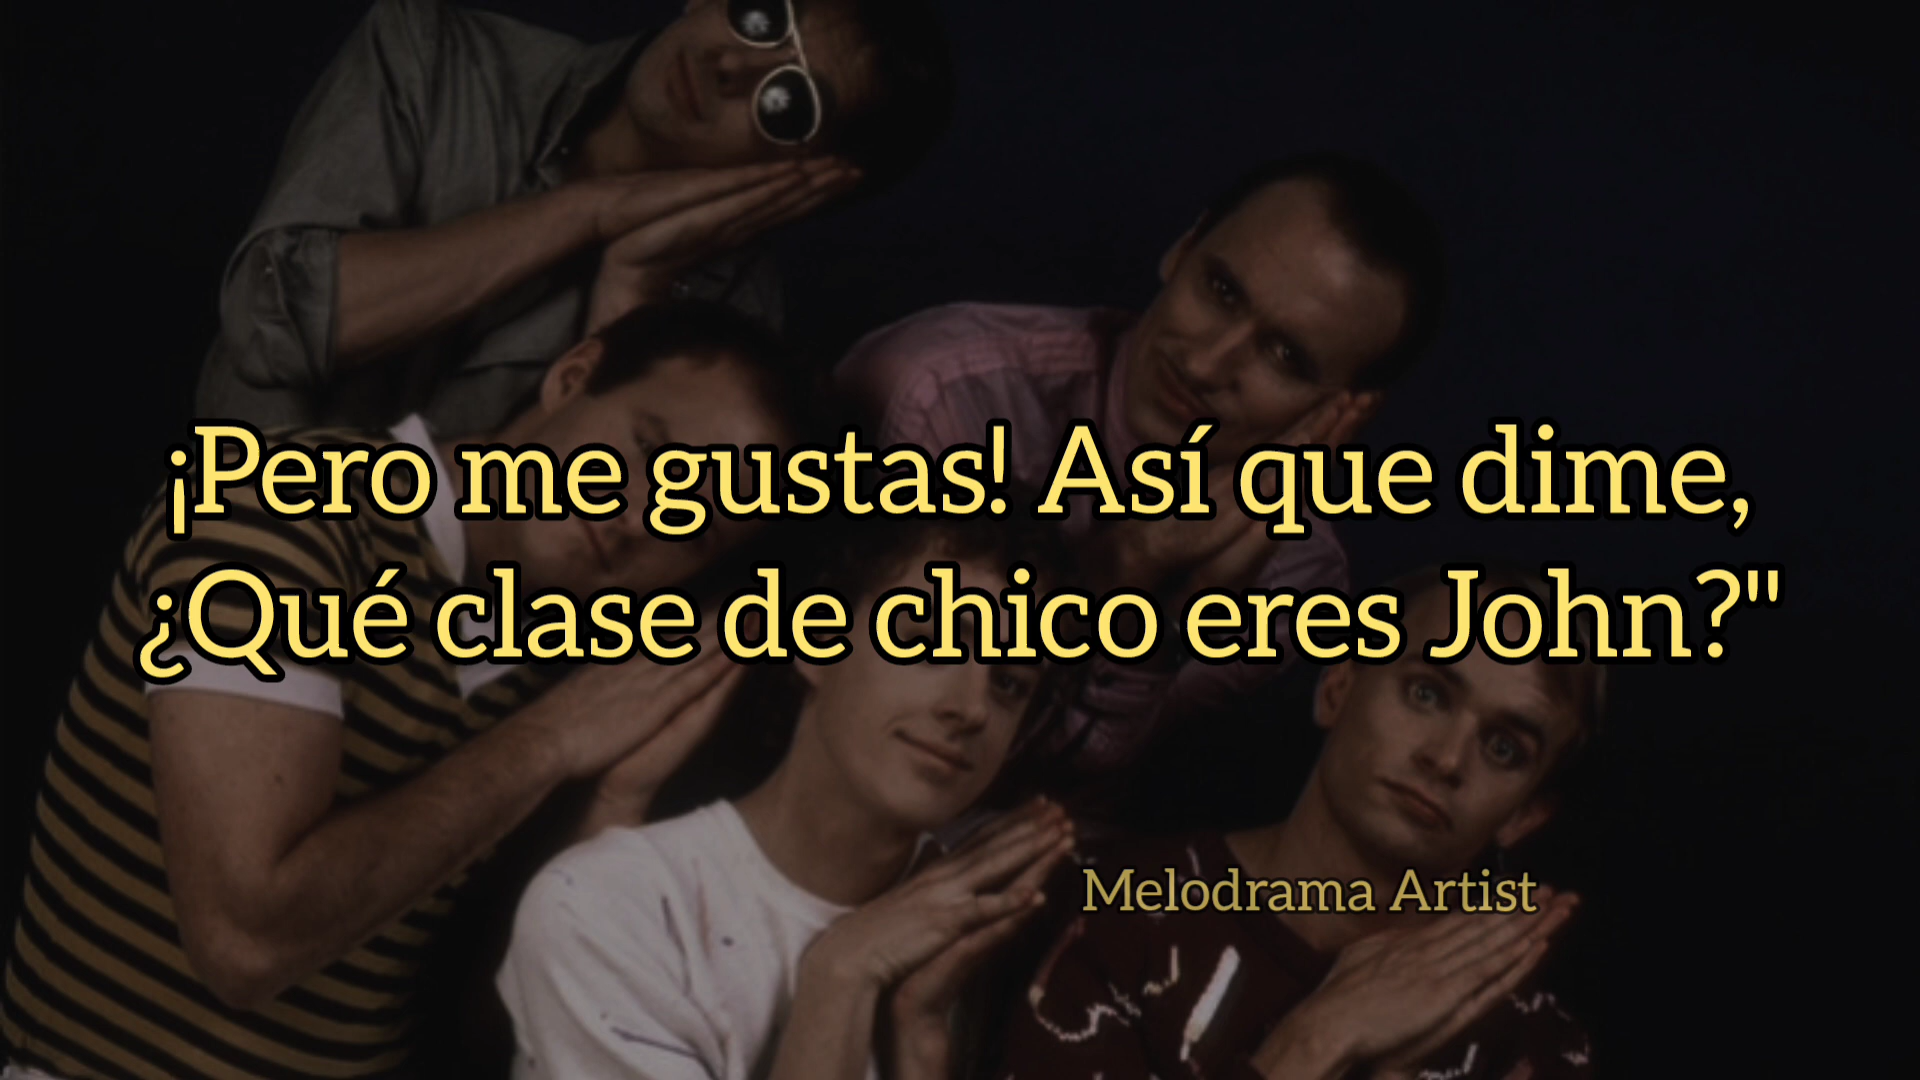 ¡Pero me gustas! Así que dime,
¿Qué clase de chico eres John?"
Melodrama Artist